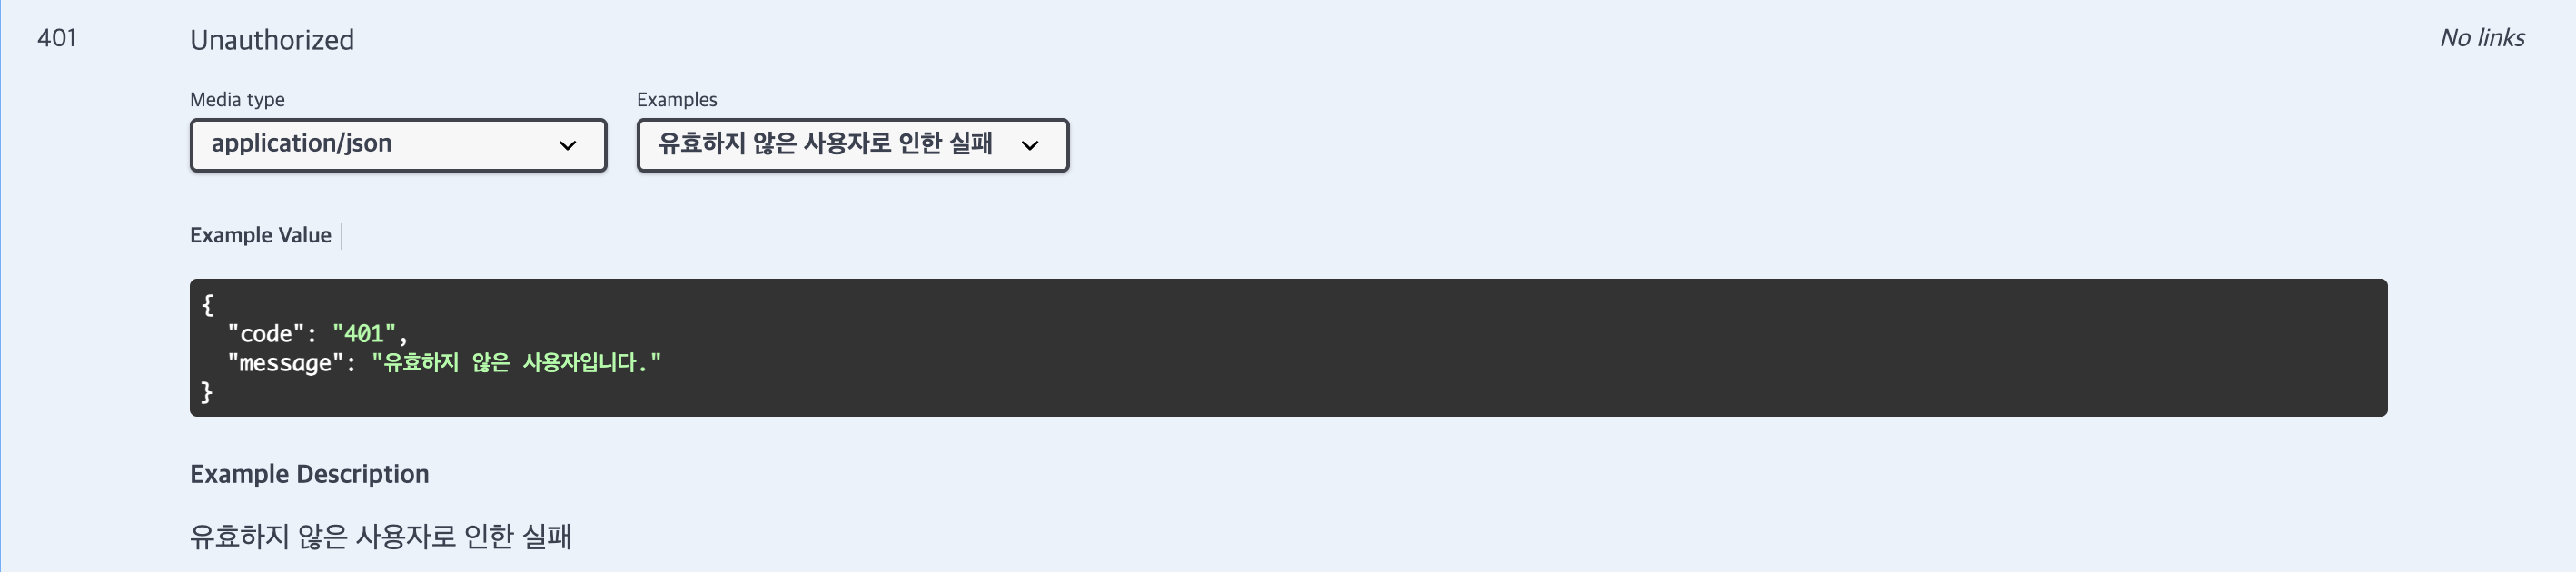 401 Unauthorized No links
Media type Examples
application/json 유효하지 않은 사용자로 인한 실패
Example Value
{
"code": "401",
"message": "유효하지 않은 사용자입니다."
}
Example Description
유효하지 않은 사용자로 인한 실패